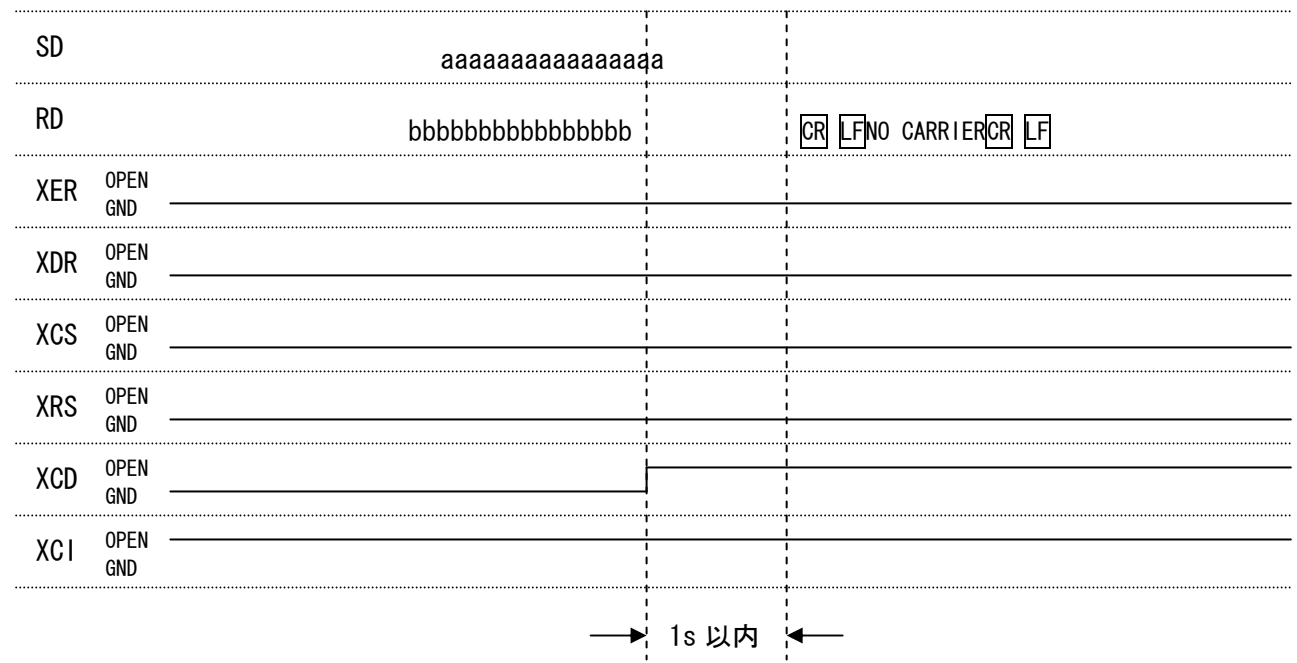 SD aaaaaaaaaaaaaaaa
RD bbbbbbbbbbbbbbbb CR LF NO CARRIER CR LF
XER OPEN
GND
XDR OPEN
GND
XCS OPEN
GND
XRS OPEN
GND
XCD OPEN
GND
XCI OPEN
GND
1s 以内